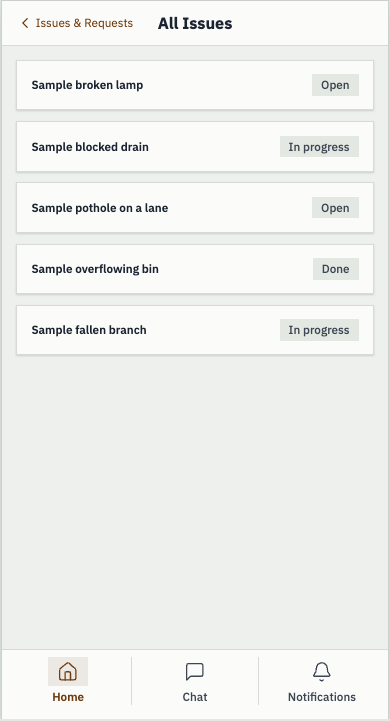 Issues & Requests
All Issues
Sample broken lamp
Open
Sample blocked drain
In progress
Sample pothole on a lane
Open
Sample overflowing bin
Done
Sample fallen branch
In progress
Home
Chat
Notifications